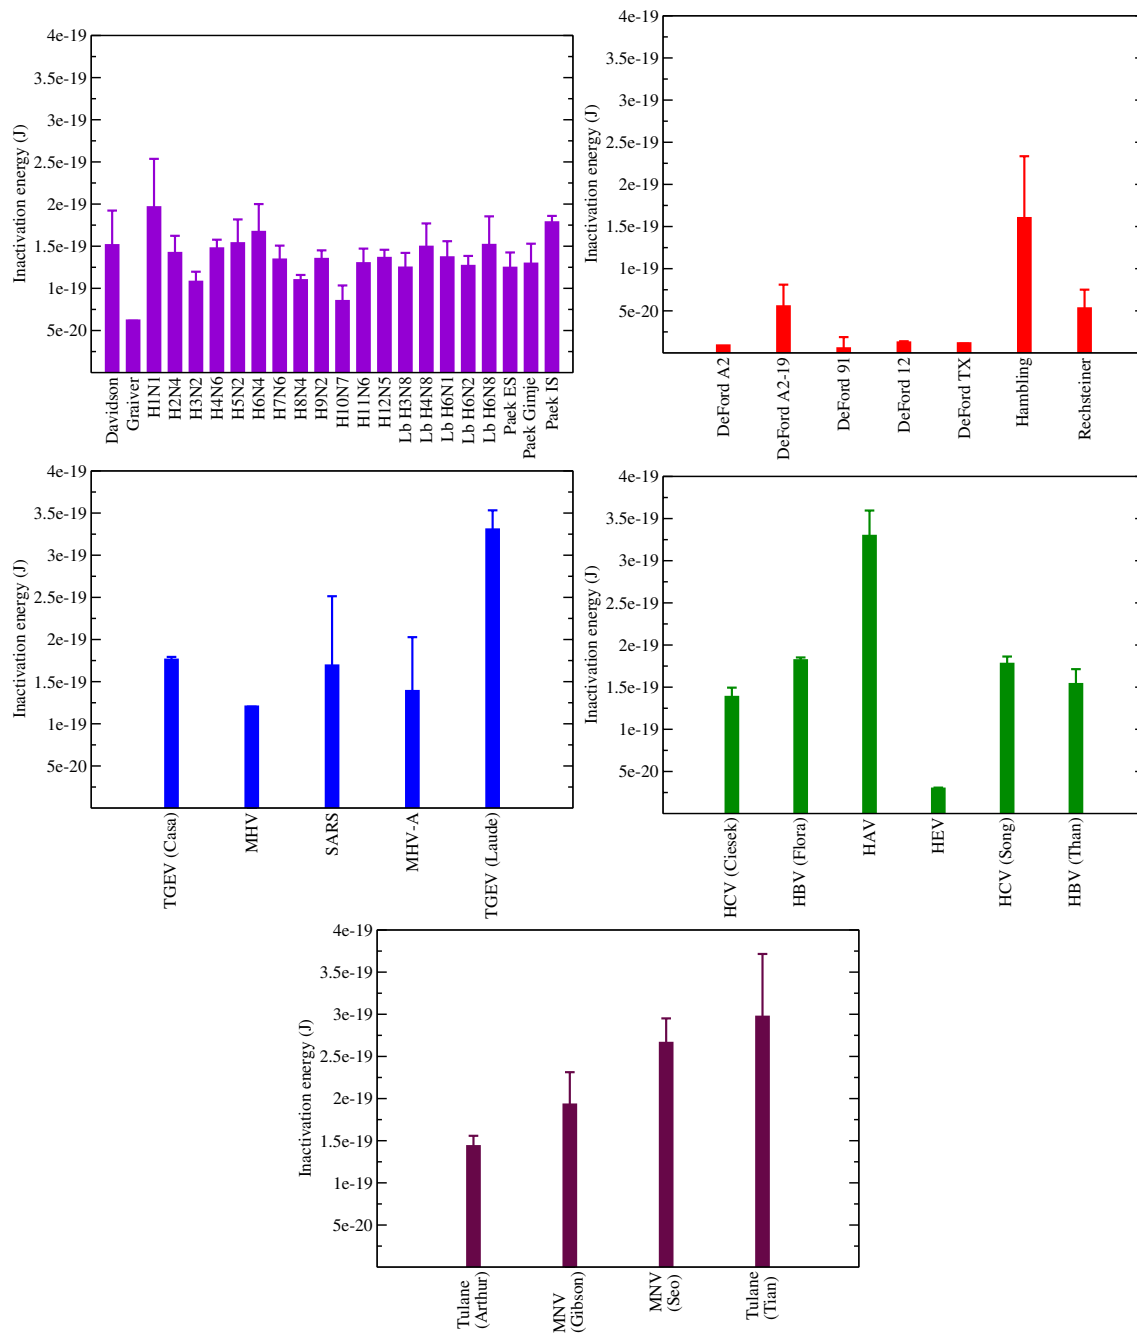 4e-19
3.5e-19
3e-19
2.5e-19
2e-19
1.5e-19
1e-19
5e-20
Inactivation energy (J)
Davidson
Graiver
H1N1
H2N4
H3N2
H4N6
H5N2
H6N4
H7N6
H8N4
H9N2
H10N7
H11N6
H12N5
Lb H3N8
Lb H4N8
Lb H6N1
Lb H6N2
Lb H6N8
Paek ES
Paek Gimje
Paek IS
4e-19
3.5e-19
3e-19
2.5e-19
2e-19
1.5e-19
1e-19
5e-20
Inactivation energy (J)
DeFord A2
DeFord A2-19
DeFord 91
DeFord 12
DeFord TX
Hambling
Rechsteiner
4e-19
3.5e-19
3e-19
2.5e-19
2e-19
1.5e-19
1e-19
5e-20
Inactivation energy (J)
TGEV (Casa)
MHV
SARS
MHV-A
TGEV (Laude)
4e-19
3.5e-19
3e-19
2.5e-19
2e-19
1.5e-19
1e-19
5e-20
Inactivation energy (J)
HCV (Ciesek)
HBV (Flora)
HAV
HEV
HCV (Song)
HBV (Than)
4e-19
3.5e-19
3e-19
2.5e-19
2e-19
1.5e-19
1e-19
5e-20
Inactivation energy (J)
Tulane
(Arthur)
MNV
(Gibson)
MNV
(Seo)
Tulane
(Tian)